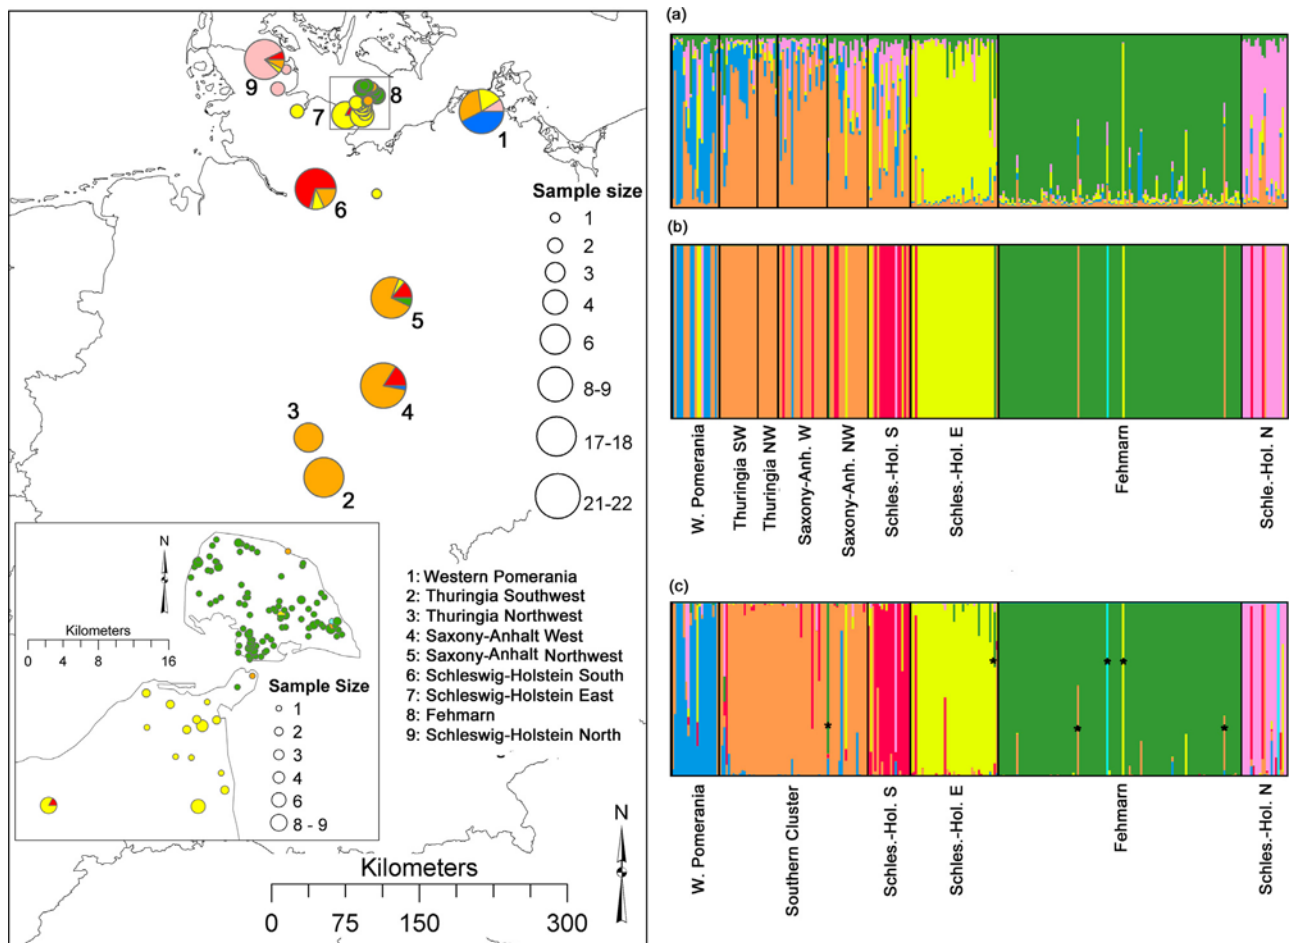 9
8
7
1
6
5
4
3
2
Sample size
1
2
3
4
6
8-9
17-18
21-22
1: Western Pomerania
2: Thuringia Southwest
3: Thuringia Northwest
4: Saxony-Anhalt West
5: Saxony-Anhalt Northwest
6: Schleswig-Holstein South
7: Schleswig-Holstein East
8: Fehmarn
9: Schleswig-Holstein North
N
Kilometers
0 4 8 16
Sample Size
1
2
3
4
6
8 - 9
N
Kilometers
0 75 150 300
(a)
(b)
W. Pomerania
Thuringia SW
Thuringia NW
Saxony-Anh. W
Saxony-Anh. NW
Schles.-Hol. S
Schles.-Hol. E
Fehmarn
Schle.-Hol. N
(c)
W. Pomerania
Southern Cluster
Schles.-Hol. S
Schles.-Hol. E
Fehmarn
Schles.-Hol. N